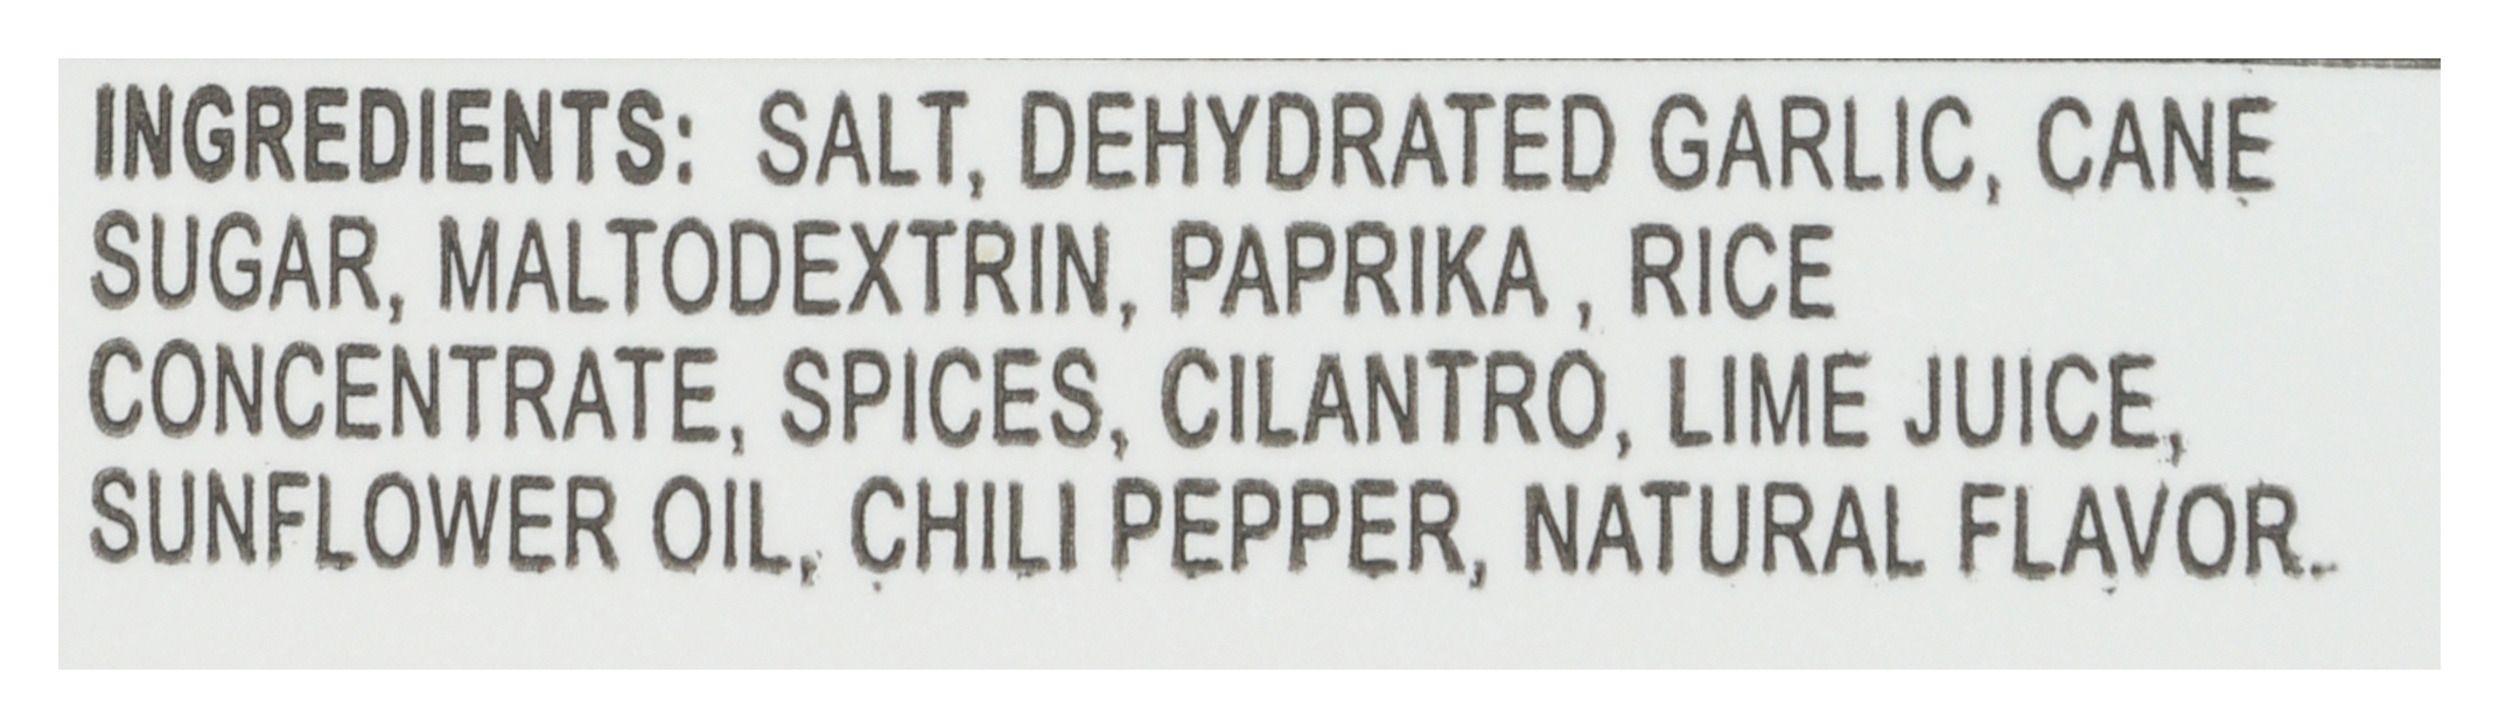 INGREDIENTS: SALT, DEHYDRATED GARLIC, CANE
SUGAR, MALTODEXTRIN, PAPRIKA , RICE
CONCENTRATE, SPICES, CILANTRO, LIME JUICE,
SUNFLOWER OIL, CHILI PEPPER, NATURAL FLAVOR.